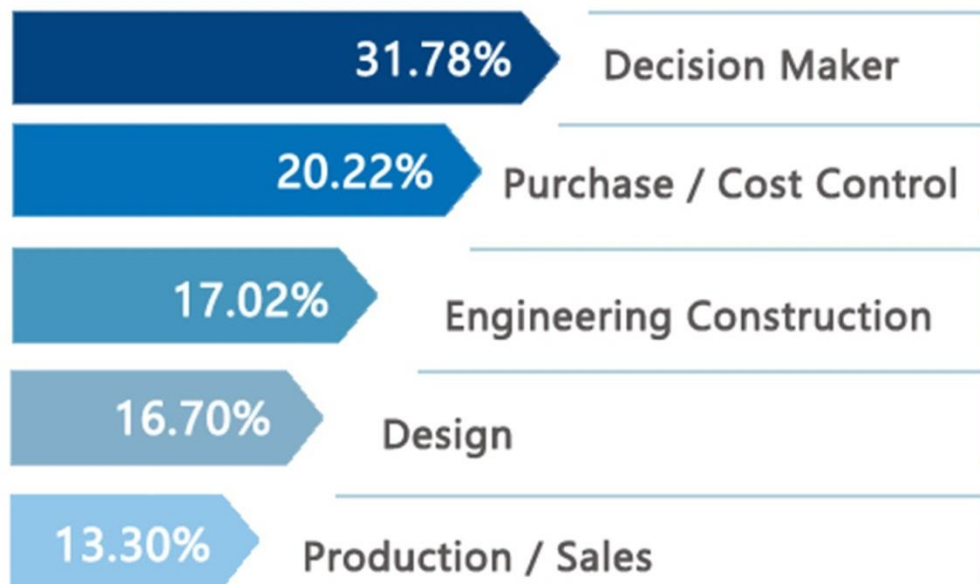 31.78% Decision Maker
20.22% Purchase / Cost Control
17.02% Engineering Construction
16.70% Design
13.30% Production / Sales